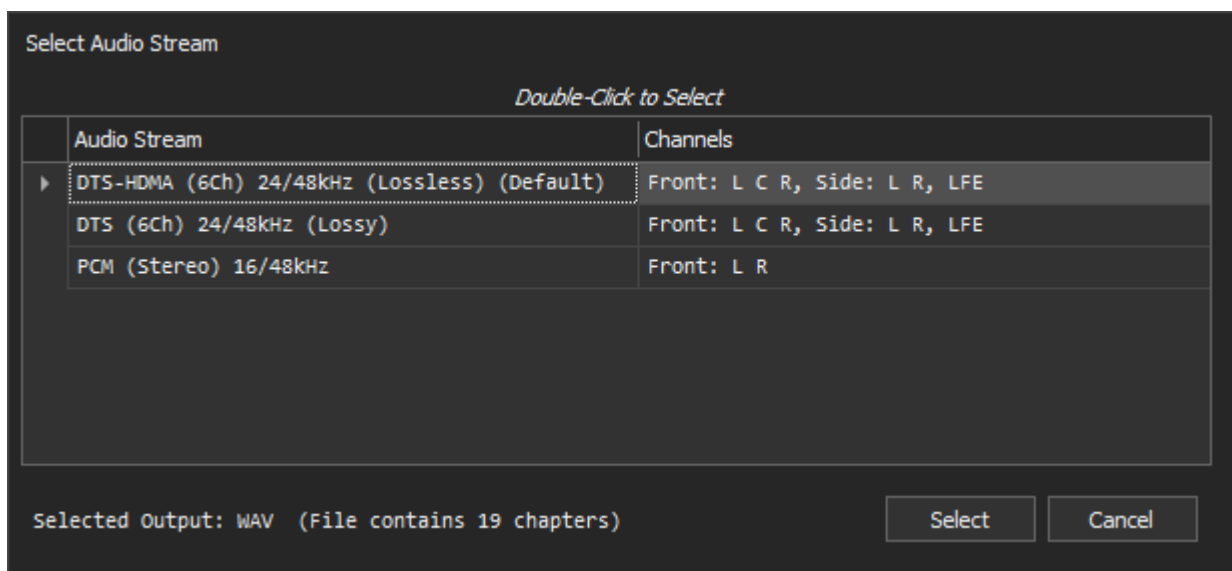 Select Audio Stream
Double-Click to Select
Audio Stream Channels
DTS-HDMA (6Ch) 24/48kHz (Lossless) (Default) Front: L C R, Side: L R, LFE
DTS (6Ch) 24/48kHz (Lossy) Front: L C R, Side: L R, LFE
PCM (Stereo) 16/48kHz Front: L R
Selected Output: WAV (File contains 19 chapters) Select Cancel